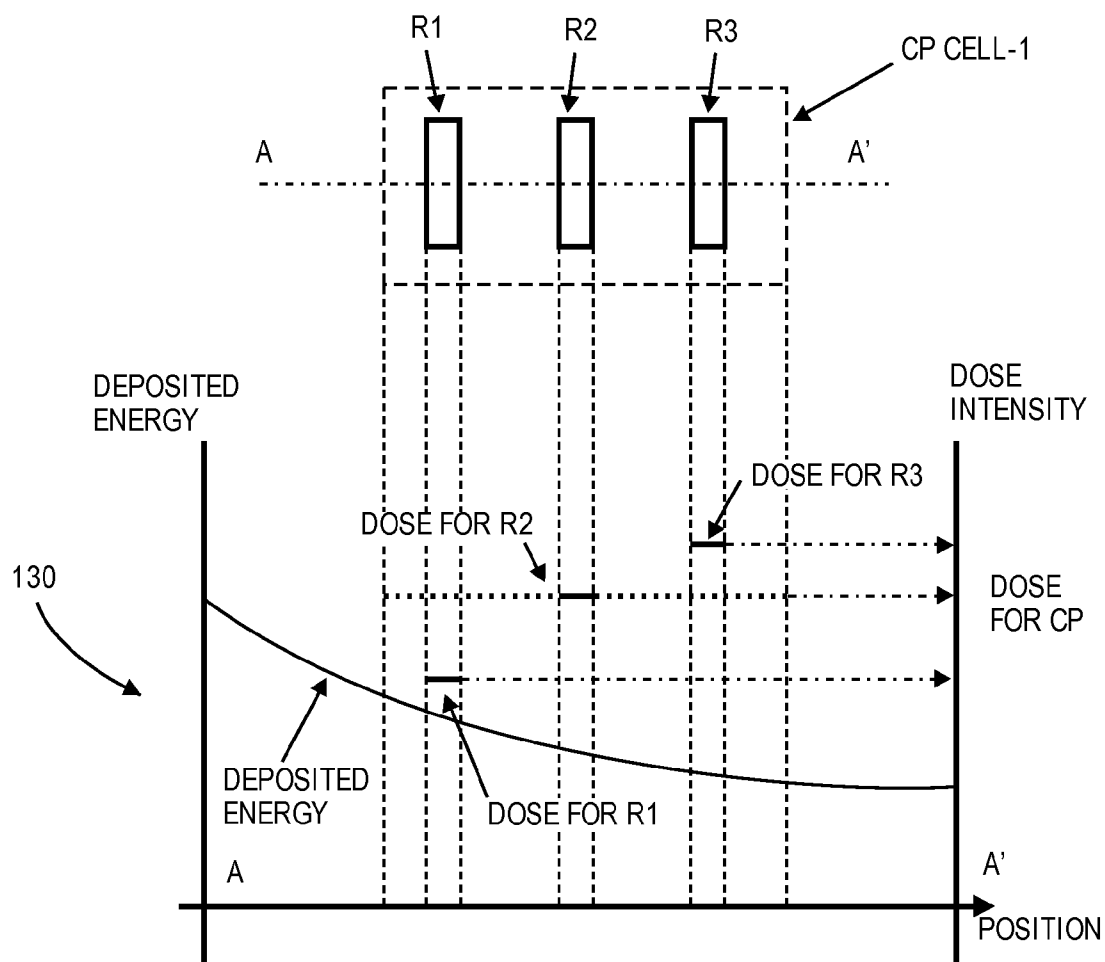 R1
R2
R3
CP CELL-1
A
A'
DEPOSITED
ENERGY
DOSE
INTENSITY
DOSE FOR R3
DOSE FOR R2
130
DOSE
FOR CP
DEPOSITED
ENERGY
DOSE FOR R1
A
A'
POSITION